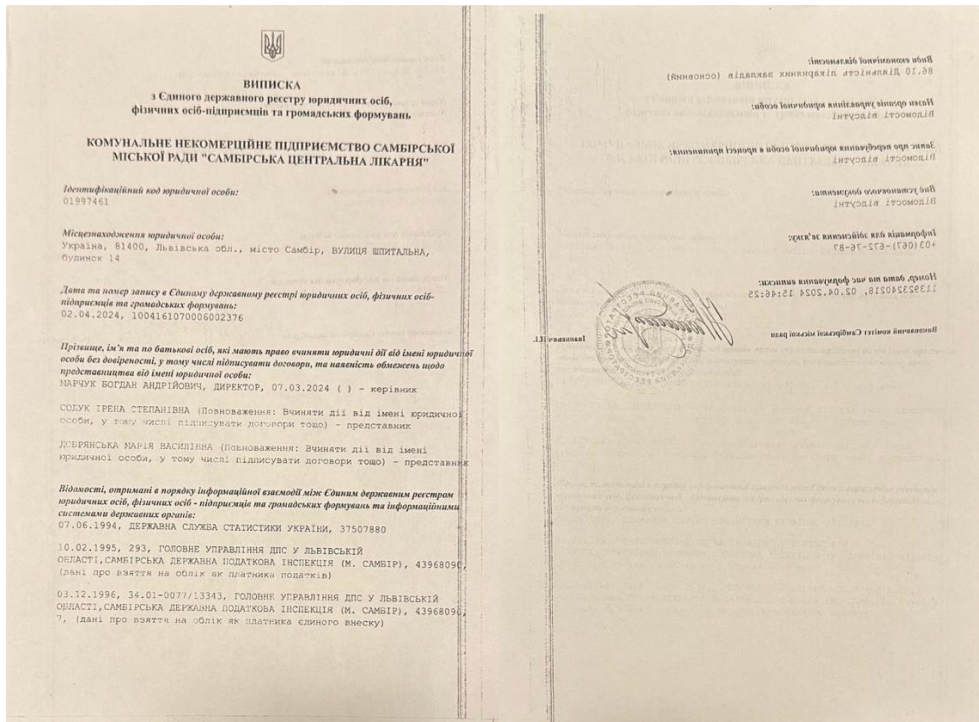 ВИПИСКА
з Єдиного державного реєстру юридичних осіб,
фізичних осіб-підприємців та громадських формувань
КОМУНАЛЬНЕ НЕКОМЕРЦІЙНЕ ПІДПРИЄМСТВО САМБІРСЬКОЇ
МІСЬКОЇ РАДИ "САМБІРСЬКА ЦЕНТРАЛЬНА ЛІКАРНЯ"
Ідентифікаційний код юридичної особи:
01997461
Місцезнаходження юридичної особи:
Україна, 81400, Львівська обл., місто Самбір, ВУЛИЦЯ ШПИТАЛЬНА,
будинок 14
Дата та номер запису в Єдиному державному реєстрі юридичних осіб, фізичних осіб-
підприємців та громадських формувань:
02.04.2024, 1004161070006002376
Прізвище, ім'я та по батькові осіб, які мають право вчиняти юридичні дії від імені юридичної
особи без довіреності, у тому числі підписувати договори, та наявність обмежень щодо
представництва від імені юридичної особи:
МАРЧУК БОГДАН АНДРІЙОВИЧ, ДИРЕКТОР, 07.03.2024 ( ) - керівник
СОЛУК ІРЕНА СТЕПАНІВНА (Повноваження: Вчиняти дії від імені юридичної
особи, у тому числі підписувати договори тощо) - представник
ДОБРЯНСЬКА МАРІЯ ВАСИЛІВНА (Повноваження: Вчиняти дії від імені
юридичної особи, у тому числі підписувати договори тощо) - представник
Відомості, отримані в порядку інформаційної взаємодії між Єдиним державним реєстром
юридичних осіб, фізичних осіб - підприємців та громадських формувань та інформаційними
системами державних органів:
07.06.1994, ДЕРЖАВНА СЛУЖБА СТАТИСТИКИ УКРАЇНИ, 37507880
10.02.1995, 293, ГОЛОВНЕ УПРАВЛІННЯ ДПС У ЛЬВІВСЬКІЙ
ОБЛАСТІ,САМБІРСЬКА ДЕРЖАВНА ПОДАТКОВА ІНСПЕКЦІЯ (М. САМБІР), 43968090,
(дані про взяття на облік як платника податків)
03.12.1996, 34.01-0077/13343, ГОЛОВНЕ УПРАВЛІННЯ ДПС У ЛЬВІВСЬКІЙ
ОБЛАСТІ,САМБІРСЬКА ДЕРЖАВНА ПОДАТКОВА ІНСПЕКЦІЯ (М. САМБІР), 43968090,
7, (дані про взяття на облік як платника єдиного внеску)
Види економічної діяльності:
86.10 Діяльність лікарняних закладів (основний)
Назви органів управління юридичної особи:
Відомості відсутні
Запис про перебування юридичної особи в процесі припинення:
Відомості відсутні
Вид установчого документа:
Відомості відсутні
Інформація для здійснення зв'язку:
+03(067)-672-76-87
Номер, дата та час формування виписки:
113923240218, 02.04.2024 15:46:25
Виконавчий комітет Самбірської міської ради